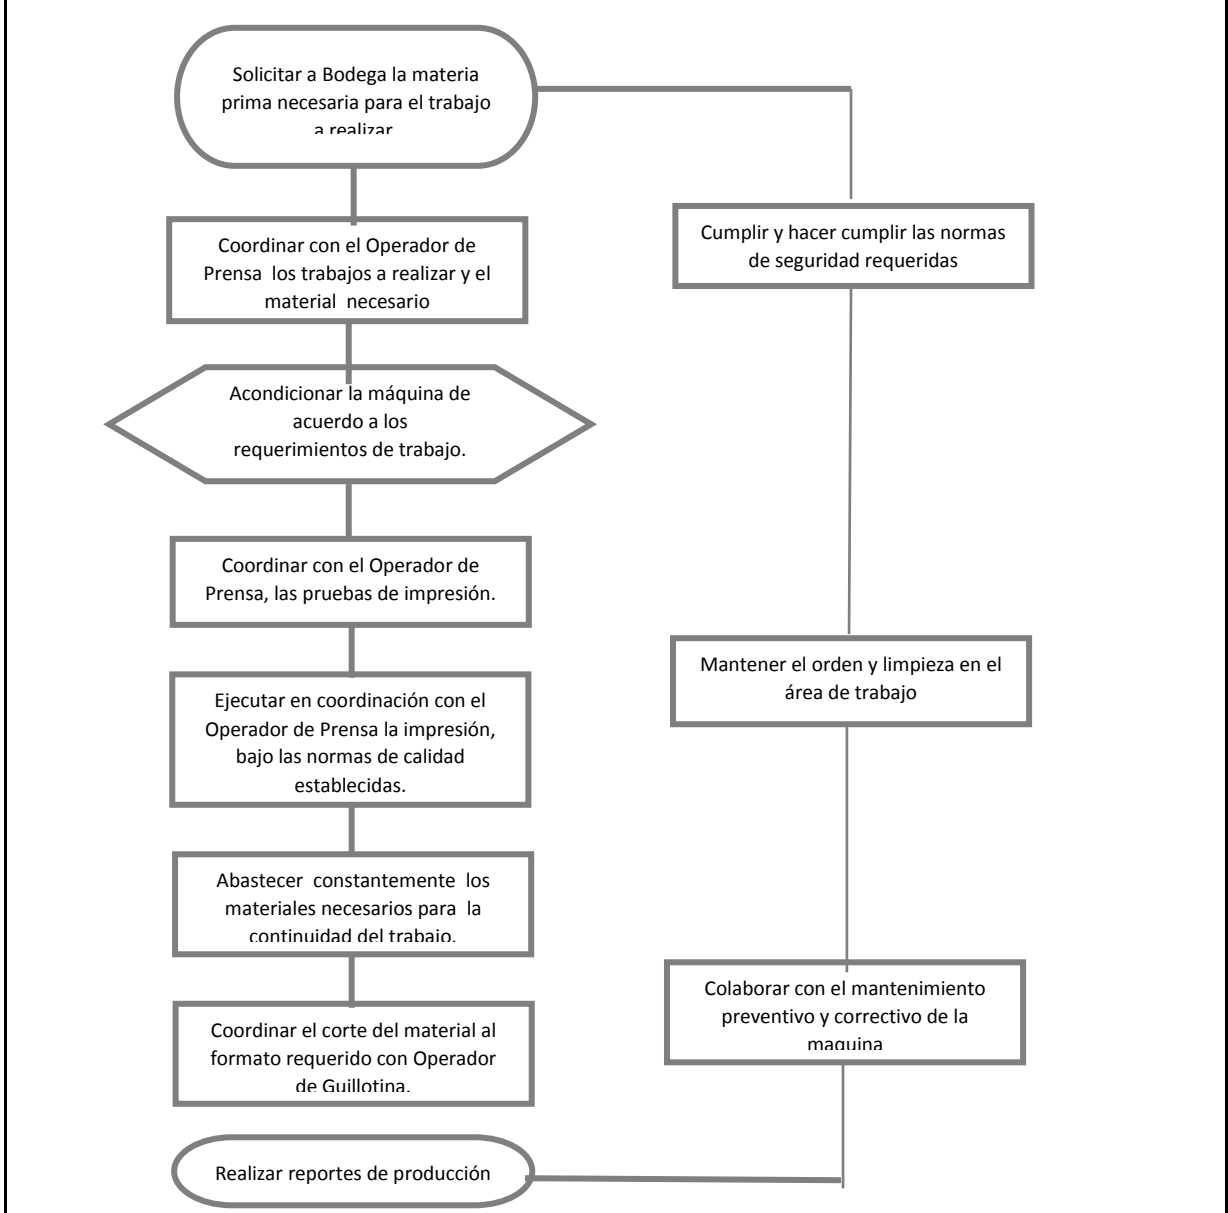 Solicitar a Bodega la materia
prima necesaria para el trabajo
a realizar
Coordinar con el Operador de
Prensa los trabajos a realizar y el
material necesario
Acondicionar la máquina de
acuerdo a los
requerimientos de trabajo.
Coordinar con el Operador de
Prensa, las pruebas de impresión.
Ejecutar en coordinación con el
Operador de Prensa la impresión,
bajo las normas de calidad
establecidas.
Abastecer constantemente los
materiales necesarios para la
continuidad del trabajo.
Coordinar el corte del material al
formato requerido con Operador
de Guillotina.
Realizar reportes de producción
Cumplir y hacer cumplir las normas
de seguridad requeridas
Mantener el orden y limpieza en el
área de trabajo
Colaborar con el mantenimiento
preventivo y correctivo de la
maquina